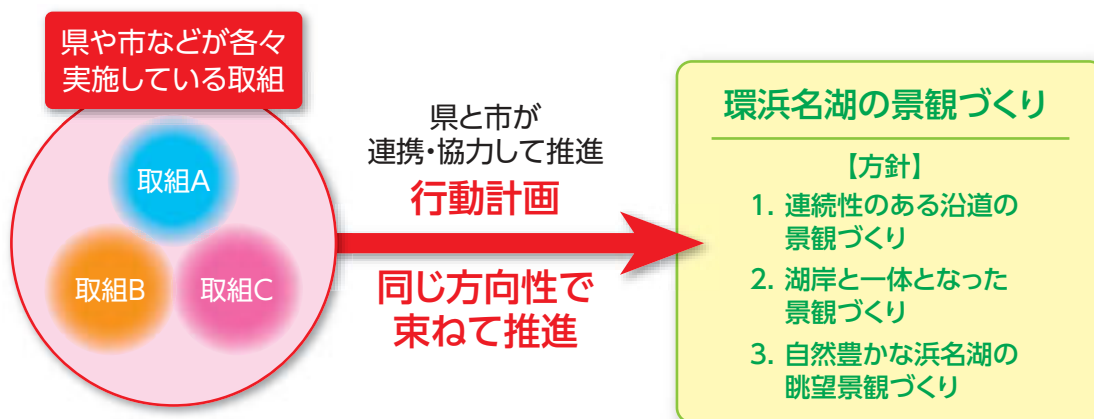 県や市などが各々
実施している取組
取組A
取組B
取組C
県と市が
連携・協力して推進
行動計画
同じ方向性で
束ねて推進
環浜名湖の景観づくり
【方針】
1. 連続性のある沿道の
景観づくり
2. 湖岸と一体となった
景観づくり
3. 自然豊かな浜名湖の
眺望景観づくり